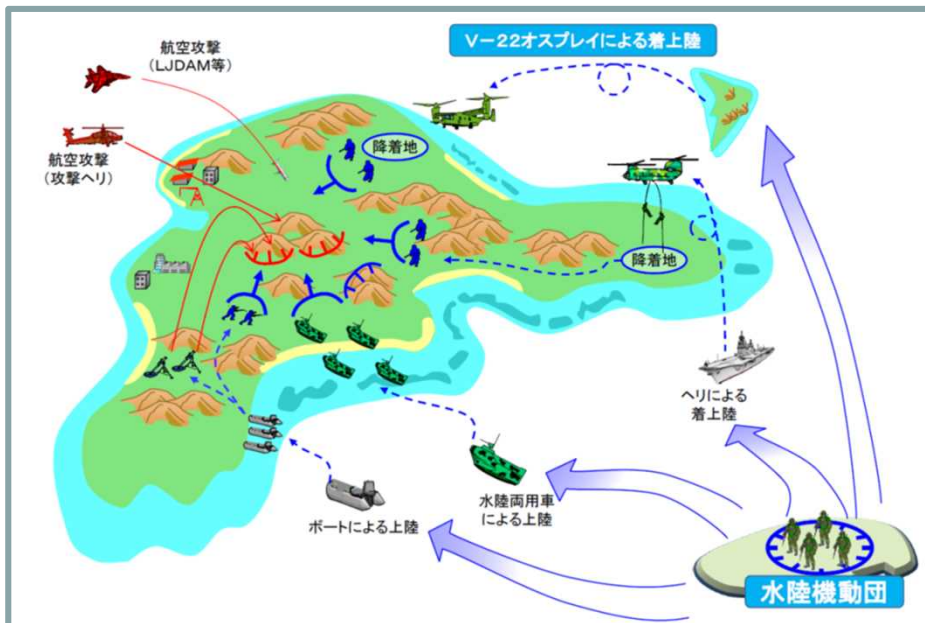 V－22オスプレイによる着上陸
航空攻撃
（LJDAM等）
航空攻撃
（攻撃ヘリ）
降着地
降着地
ヘリによる
着上陸
水陸両用車
による上陸
ボートによる上陸
水陸機動団